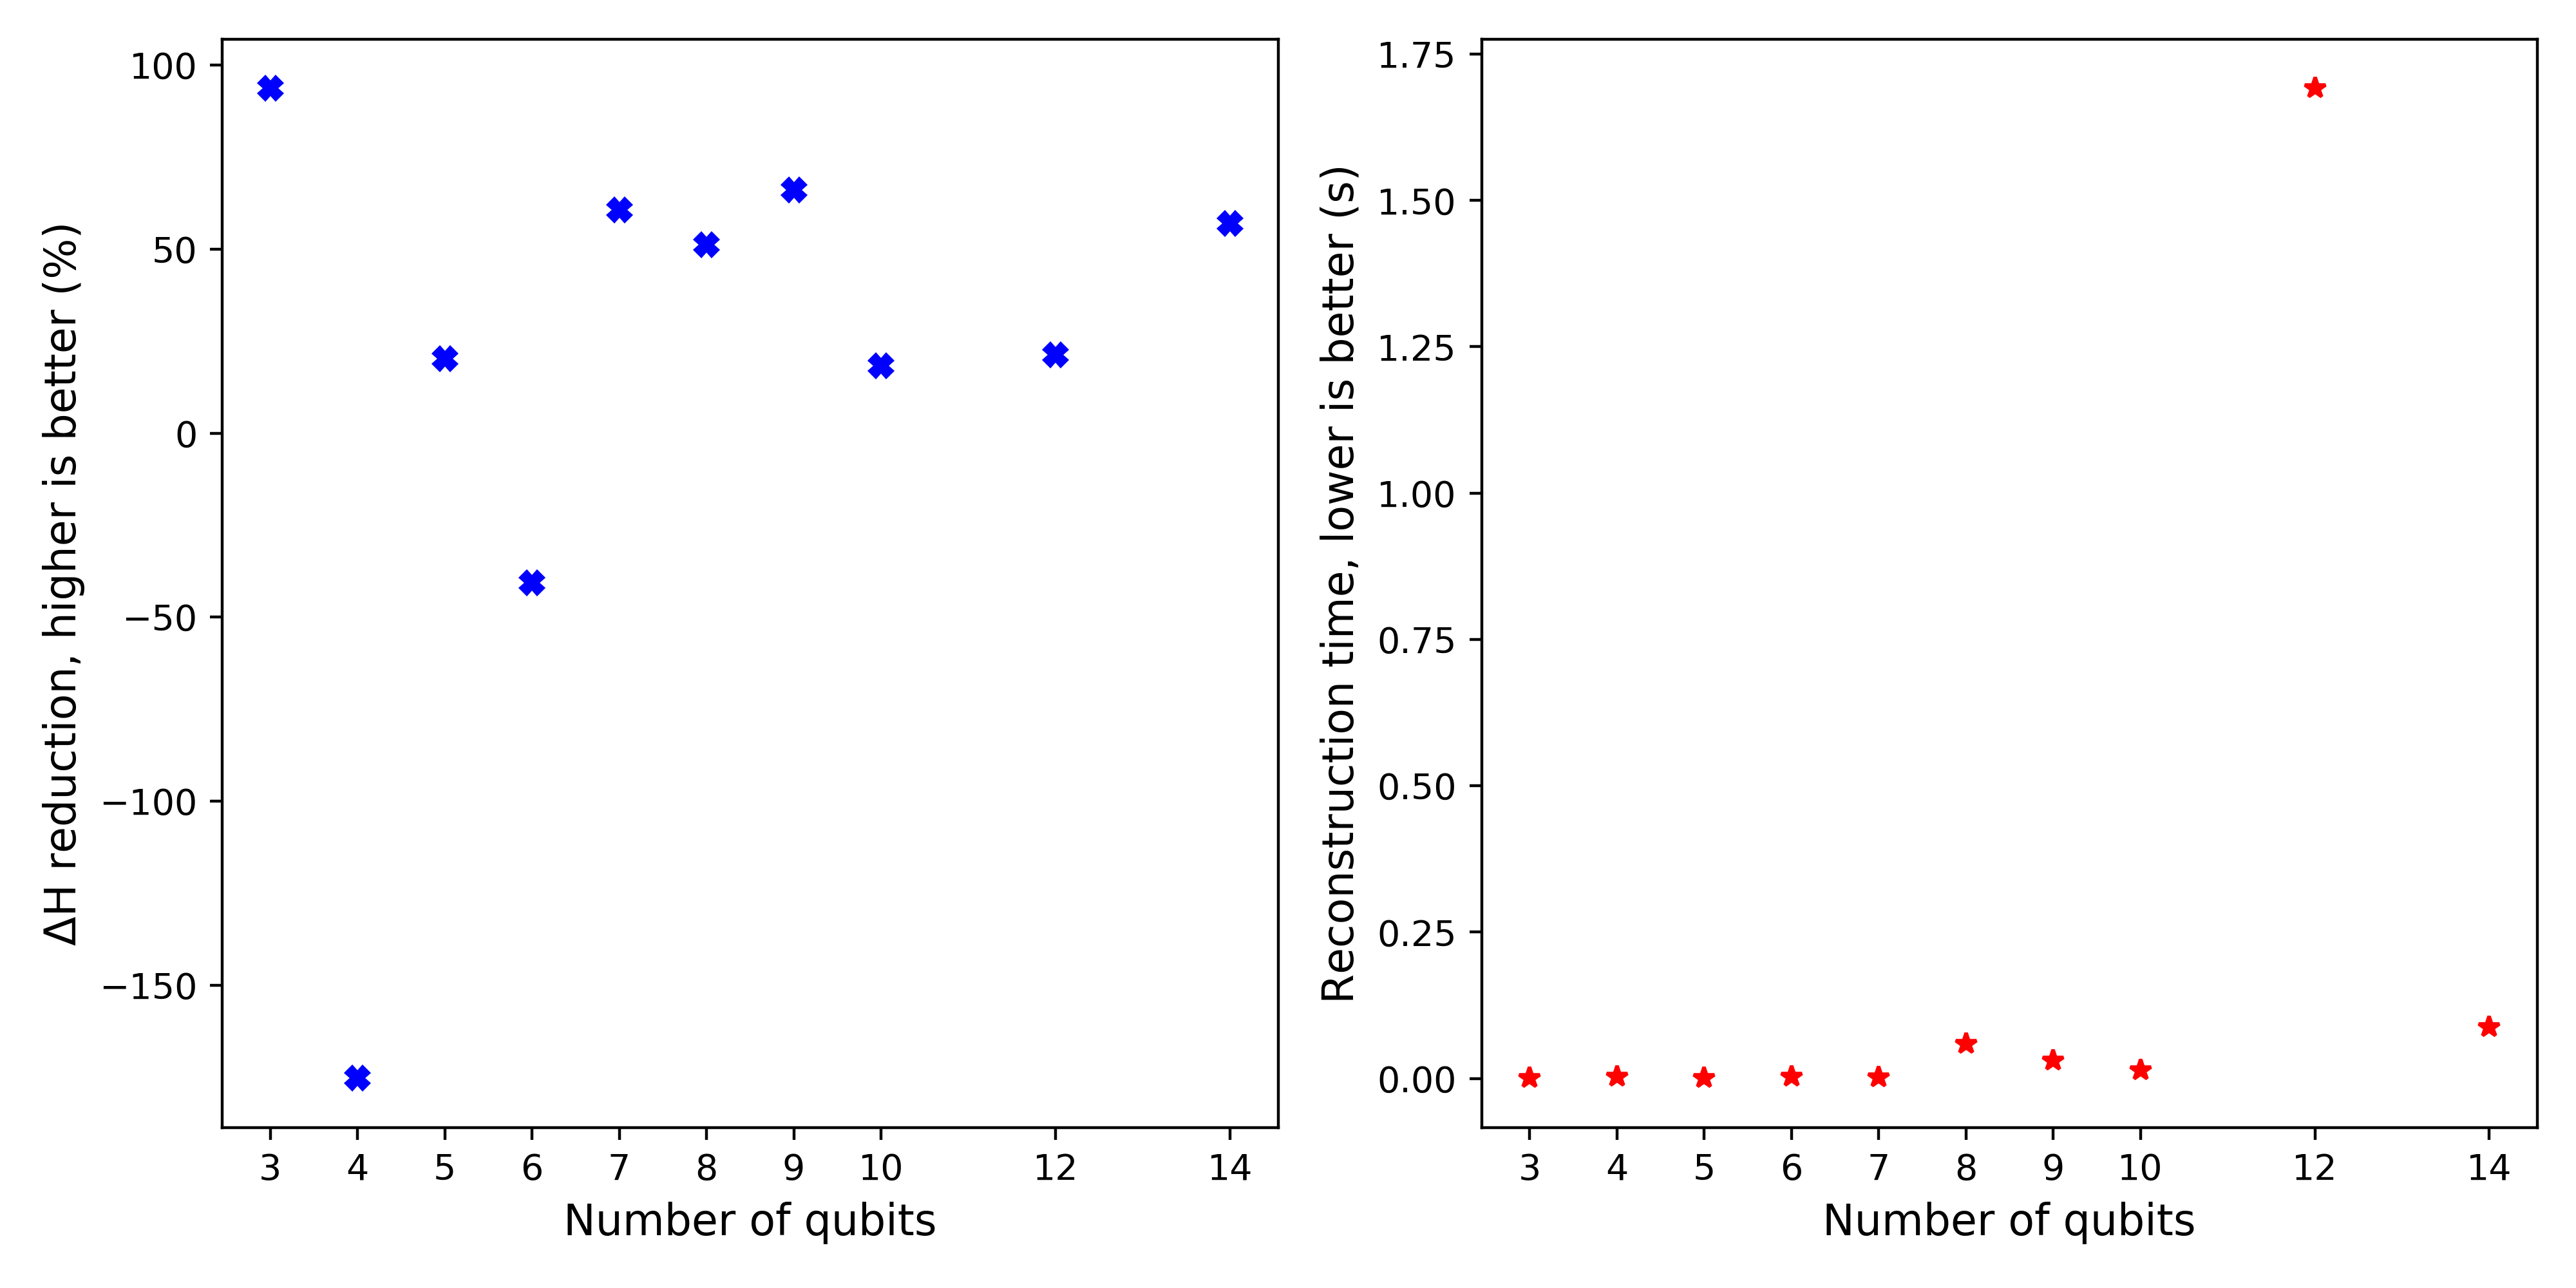 ΔH reduction, higher is better (%)
100
50
0
−50
−100
−150
3 4 5 6 7 8 9 10 12 14
Number of qubits
Reconstruction time, lower is better (s)
1.75
1.50
1.25
1.00
0.75
0.50
0.25
0.00
3 4 5 6 7 8 9 10 12 14
Number of qubits